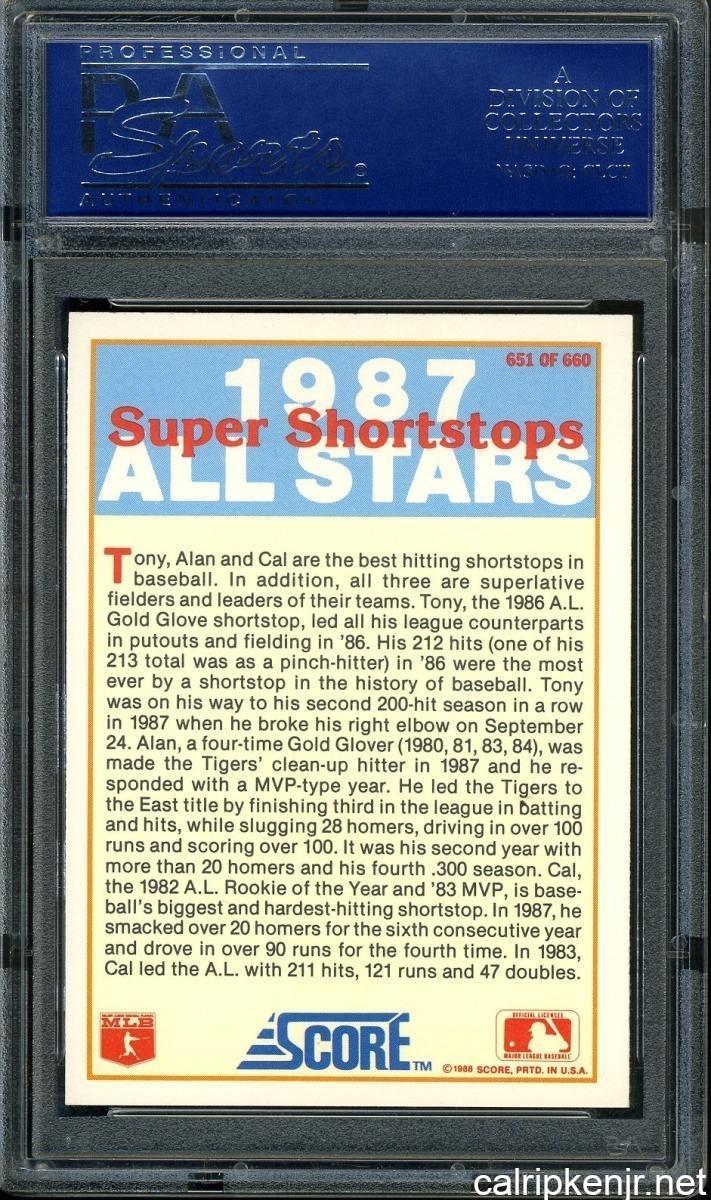 PROFESSIONAL
PSA
Sports
AUTHENTICATOR
A
DIVISION OF
COLLECTORS
UNIVERSE
NASDAQ: CLCT
651 OF 660
1987
Super Shortstops
ALL STARS
Tony, Alan and Cal are the best hitting shortstops in
baseball. In addition, all three are superlative
fielders and leaders of their teams. Tony, the 1986 A.L.
Gold Glove shortstop, led all his league counterparts
in putouts and fielding in '86. His 212 hits (one of his
213 total was as a pinch-hitter) in '86 were the most
ever by a shortstop in the history of baseball. Tony
was on his way to his second 200-hit season in a row
in 1987 when he broke his right elbow on September
24. Alan, a four-time Gold Glover (1980, 81, 83, 84), was
made the Tigers' clean-up hitter in 1987 and he re-
sponded with a MVP-type year. He led the Tigers to
the East title by finishing third in the league in batting
and hits, while slugging 28 homers, driving in over 100
runs and scoring over 100. It was his second year with
more than 20 homers and his fourth .300 season. Cal,
the 1982 A.L. Rookie of the Year and '83 MVP, is base-
ball's biggest and hardest-hitting shortstop. In 1987, he
smacked over 20 homers for the sixth consecutive year
and drove in over 90 runs for the fourth time. In 1983,
Cal led the A.L. with 211 hits, 121 runs and 47 doubles.
MAJOR LEAGUE BASEBALL PLAYERS
MLB
SCORE™
OFFICIAL LICENSEE
MAJOR LEAGUE BASEBALL
©1988 SCORE, PRTD. IN U.S.A.
calripkenjr.net